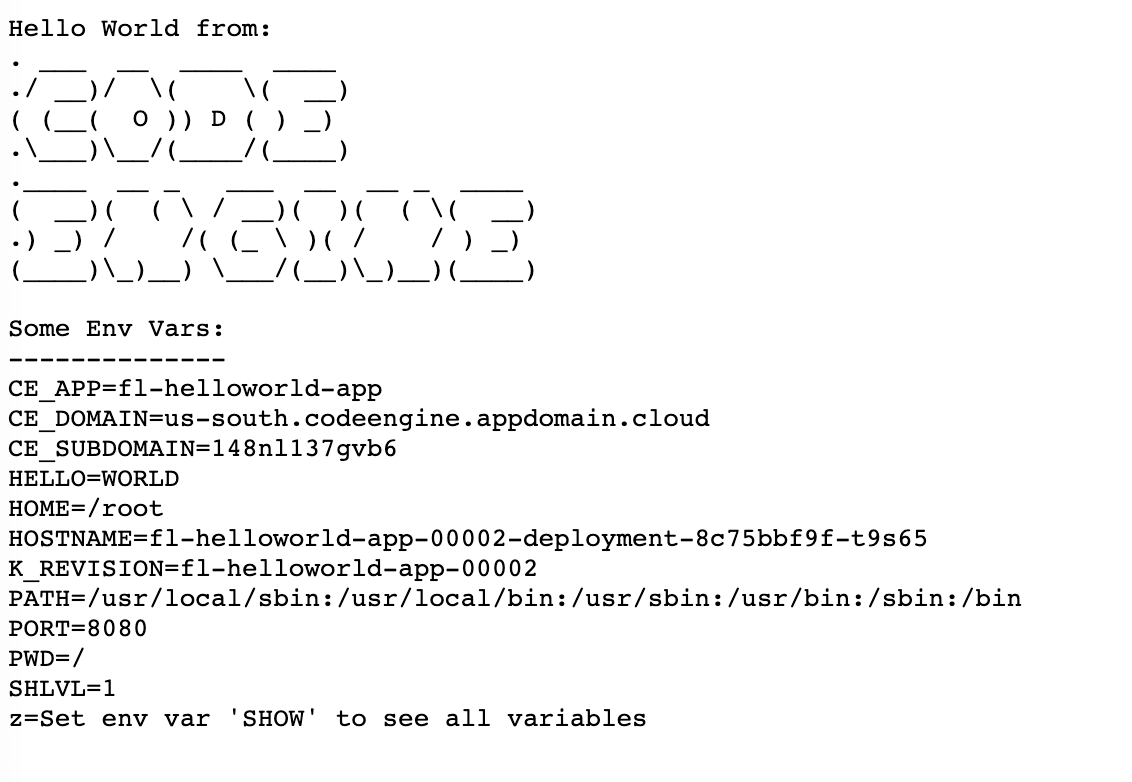 Hello World from:
.  ___  __  ____  ____
./ __)/  \(    \(  __)
( (__(  O )) D ( ) _)
.\___)\__/(____/(____)
.____  __ _   ___  __  __ _  ____
(  __)(  ( \ / __)(  )(  ( \(  __)
.) _) /    /( (_ \ )( /    / ) _)
(____)\_)__) \___/(__)\_)__)(____)
Some Env Vars:
--------------
CE_APP=fl-helloworld-app
CE_DOMAIN=us-south.codeengine.appdomain.cloud
CE_SUBDOMAIN=148nl137gvb6
HELLO=WORLD
HOME=/root
HOSTNAME=fl-helloworld-app-00002-deployment-8c75bbf9f-t9s65
K_REVISION=fl-helloworld-app-00002
PATH=/usr/local/sbin:/usr/local/bin:/usr/sbin:/usr/bin:/sbin:/bin
PORT=8080
PWD=/
SHLVL=1
z=Set env var 'SHOW' to see all variables